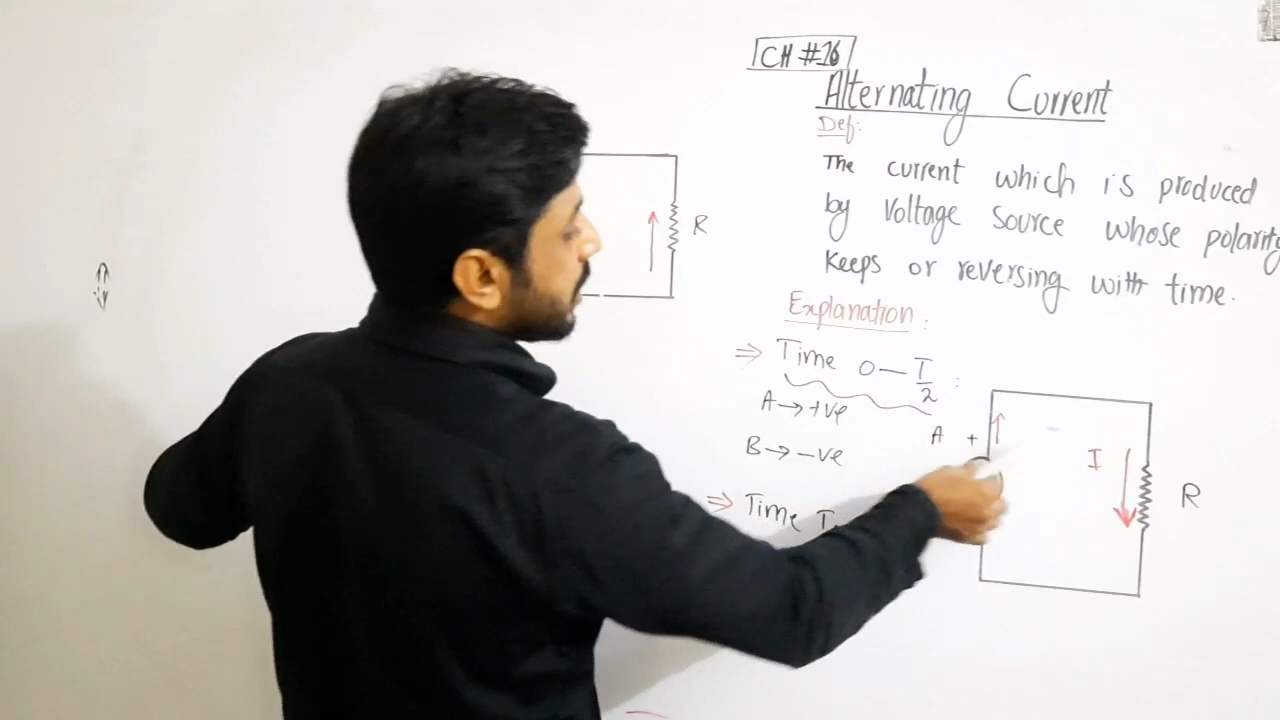 CH #16
Alternating Current
Def:
The current which is produced
by Voltage source whose polarity
Keeps or reversing with time.
Explanation:
⇒ Time 0 — T/2 :
A → +ve
B → -ve
⇒ Time T
A +
I
R
R